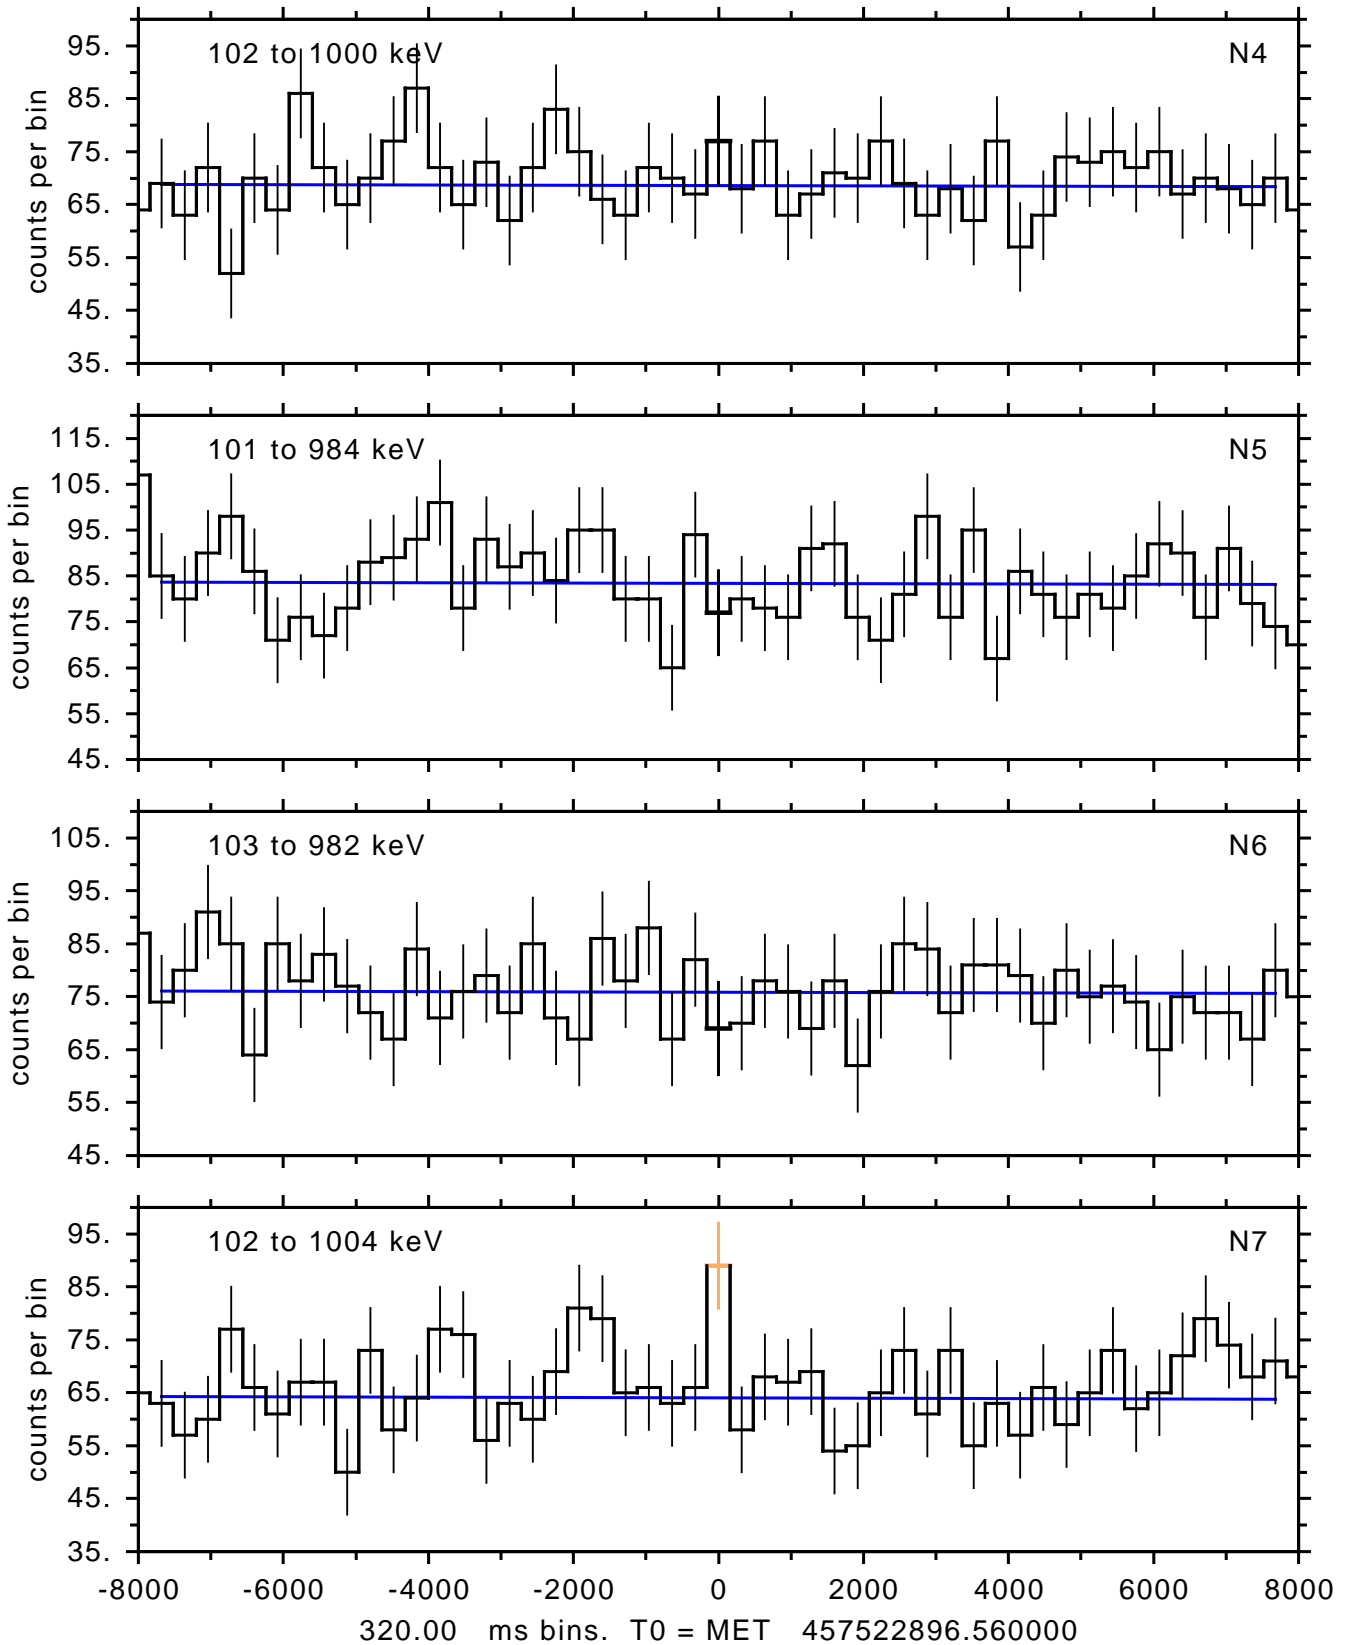 102 to 1000 keV N4
95.
85.
75.
65.
55.
45.
35.
counts per bin
101 to 984 keV N5
115.
105.
95.
85.
75.
65.
55.
45.
counts per bin
103 to 982 keV N6
105.
95.
85.
75.
65.
55.
45.
counts per bin
102 to 1004 keV N7
95.
85.
75.
65.
55.
45.
35.
counts per bin
-8000 -6000 -4000 -2000 0 2000 4000 6000 8000
320.00 ms bins. T0 = MET 457522896.560000